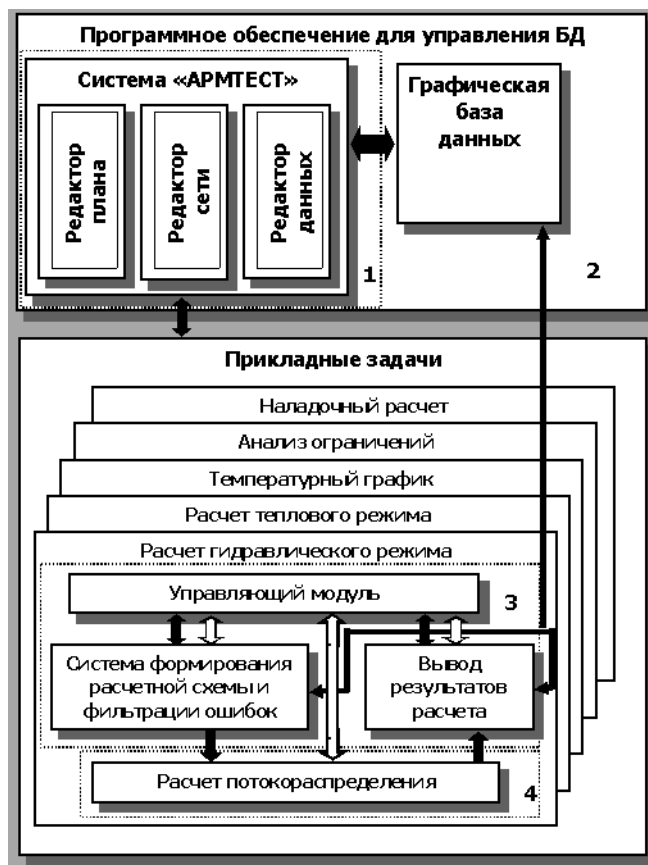 Программное обеспечение для управления БД
Система «АРМТЕСТ»
Редактор
плана
Редактор
сети
Редактор
данных
1
Графическая
база
данных
2
Прикладные задачи
Наладочный расчет
Анализ ограничений
Температурный график
Расчет теплового режима
Расчет гидравлического режима
Управляющий модуль
3
Система формирования
расчетной схемы и
фильтрации ошибок
Вывод
результатов
расчета
Расчет потокораспределения
4